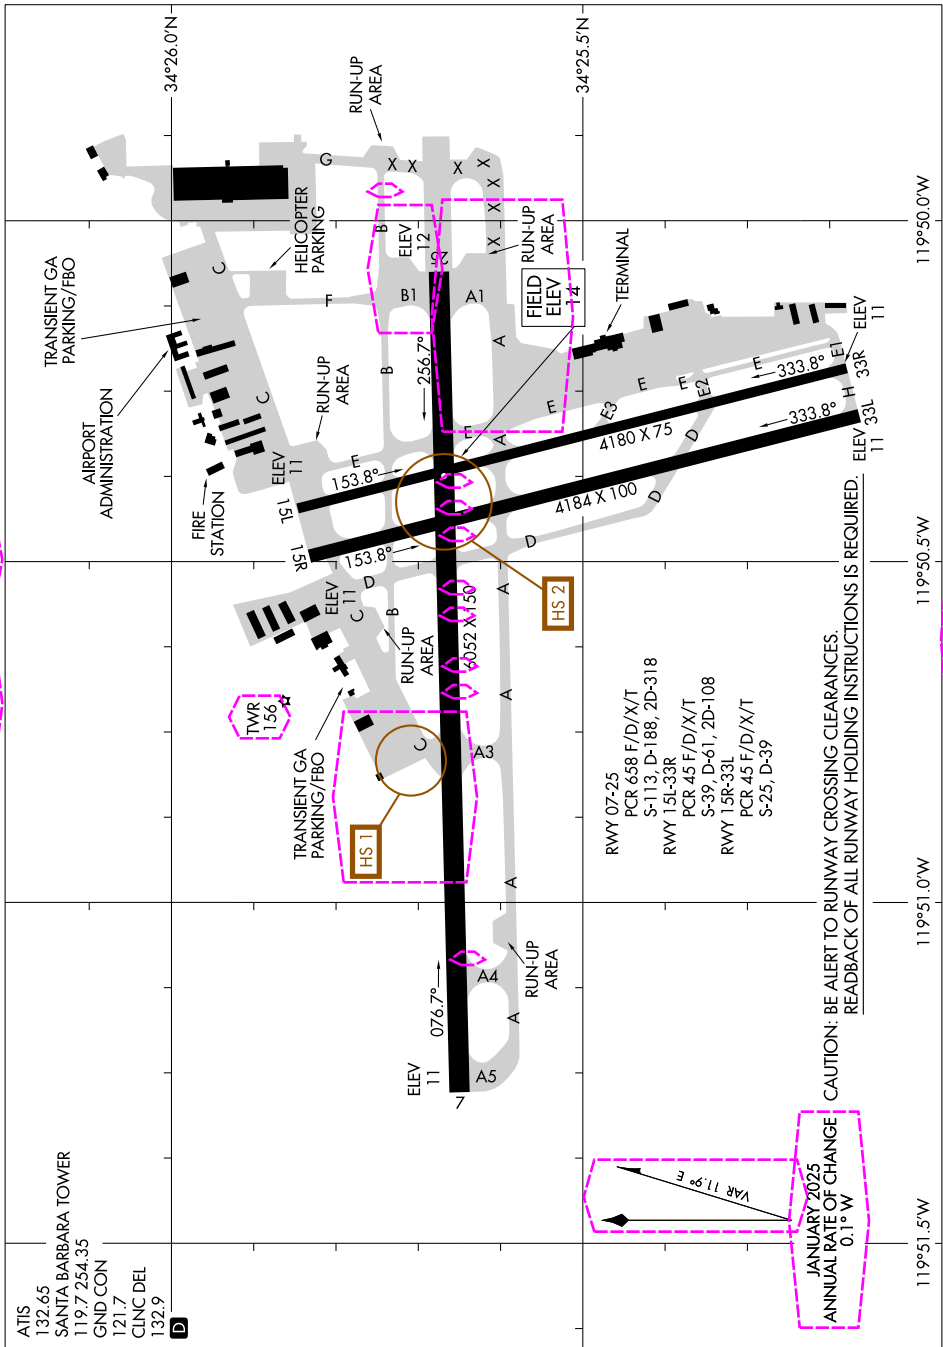 ATIS
132.65
SANTA BARBARA TOWER
119.7 254.35
GND CON
121.7
CLNC DEL
132.9
D
34°26.0'N
34°25.5'N
119°50.0'W
119°50.5'W
119°51.0'W
119°51.5'W
TRANSIENT GA
PARKING/FBO
AIRPORT
ADMINISTRATION
FIRE
STATION
HELICOPTER
PARKING
RUN-UP
AREA
RUN-UP
AREA
RUN-UP
AREA
RUN-UP
AREA
RUN-UP
AREA
TERMINAL
FIELD
ELEV
14
ELEV
12
ELEV
11
ELEV
11
ELEV
11
ELEV
11
ELEV
11
TWR
156
TRANSIENT GA
PARKING/FBO
HS 1
HS 2
G
C
C
C
C
F
B
B
B
B1
A1
A
A
A
A
A
A
A3
A4
A5
D
D
D
D
E
E
E
E
E
E
E1
E2
E3
H
X
X
X
X
X
X
X
15L
15R
33R
33L
7
25
153.8°
153.8°
333.8°
333.8°
256.7°
076.7°
4180 X 75
4184 X 100
6052 X 150
RWY 07-25
PCR 658 F/D/X/T
S-113, D-188, 2D-318
RWY 15L-33R
PCR 45 F/D/X/T
S-39, D-61, 2D-108
RWY 15R-33L
PCR 45 F/D/X/T
S-25, D-39
VAR 11.9° E
JANUARY 2025
ANNUAL RATE OF CHANGE
0.1° W
CAUTION: BE ALERT TO RUNWAY CROSSING CLEARANCES.
READBACK OF ALL RUNWAY HOLDING INSTRUCTIONS IS REQUIRED.